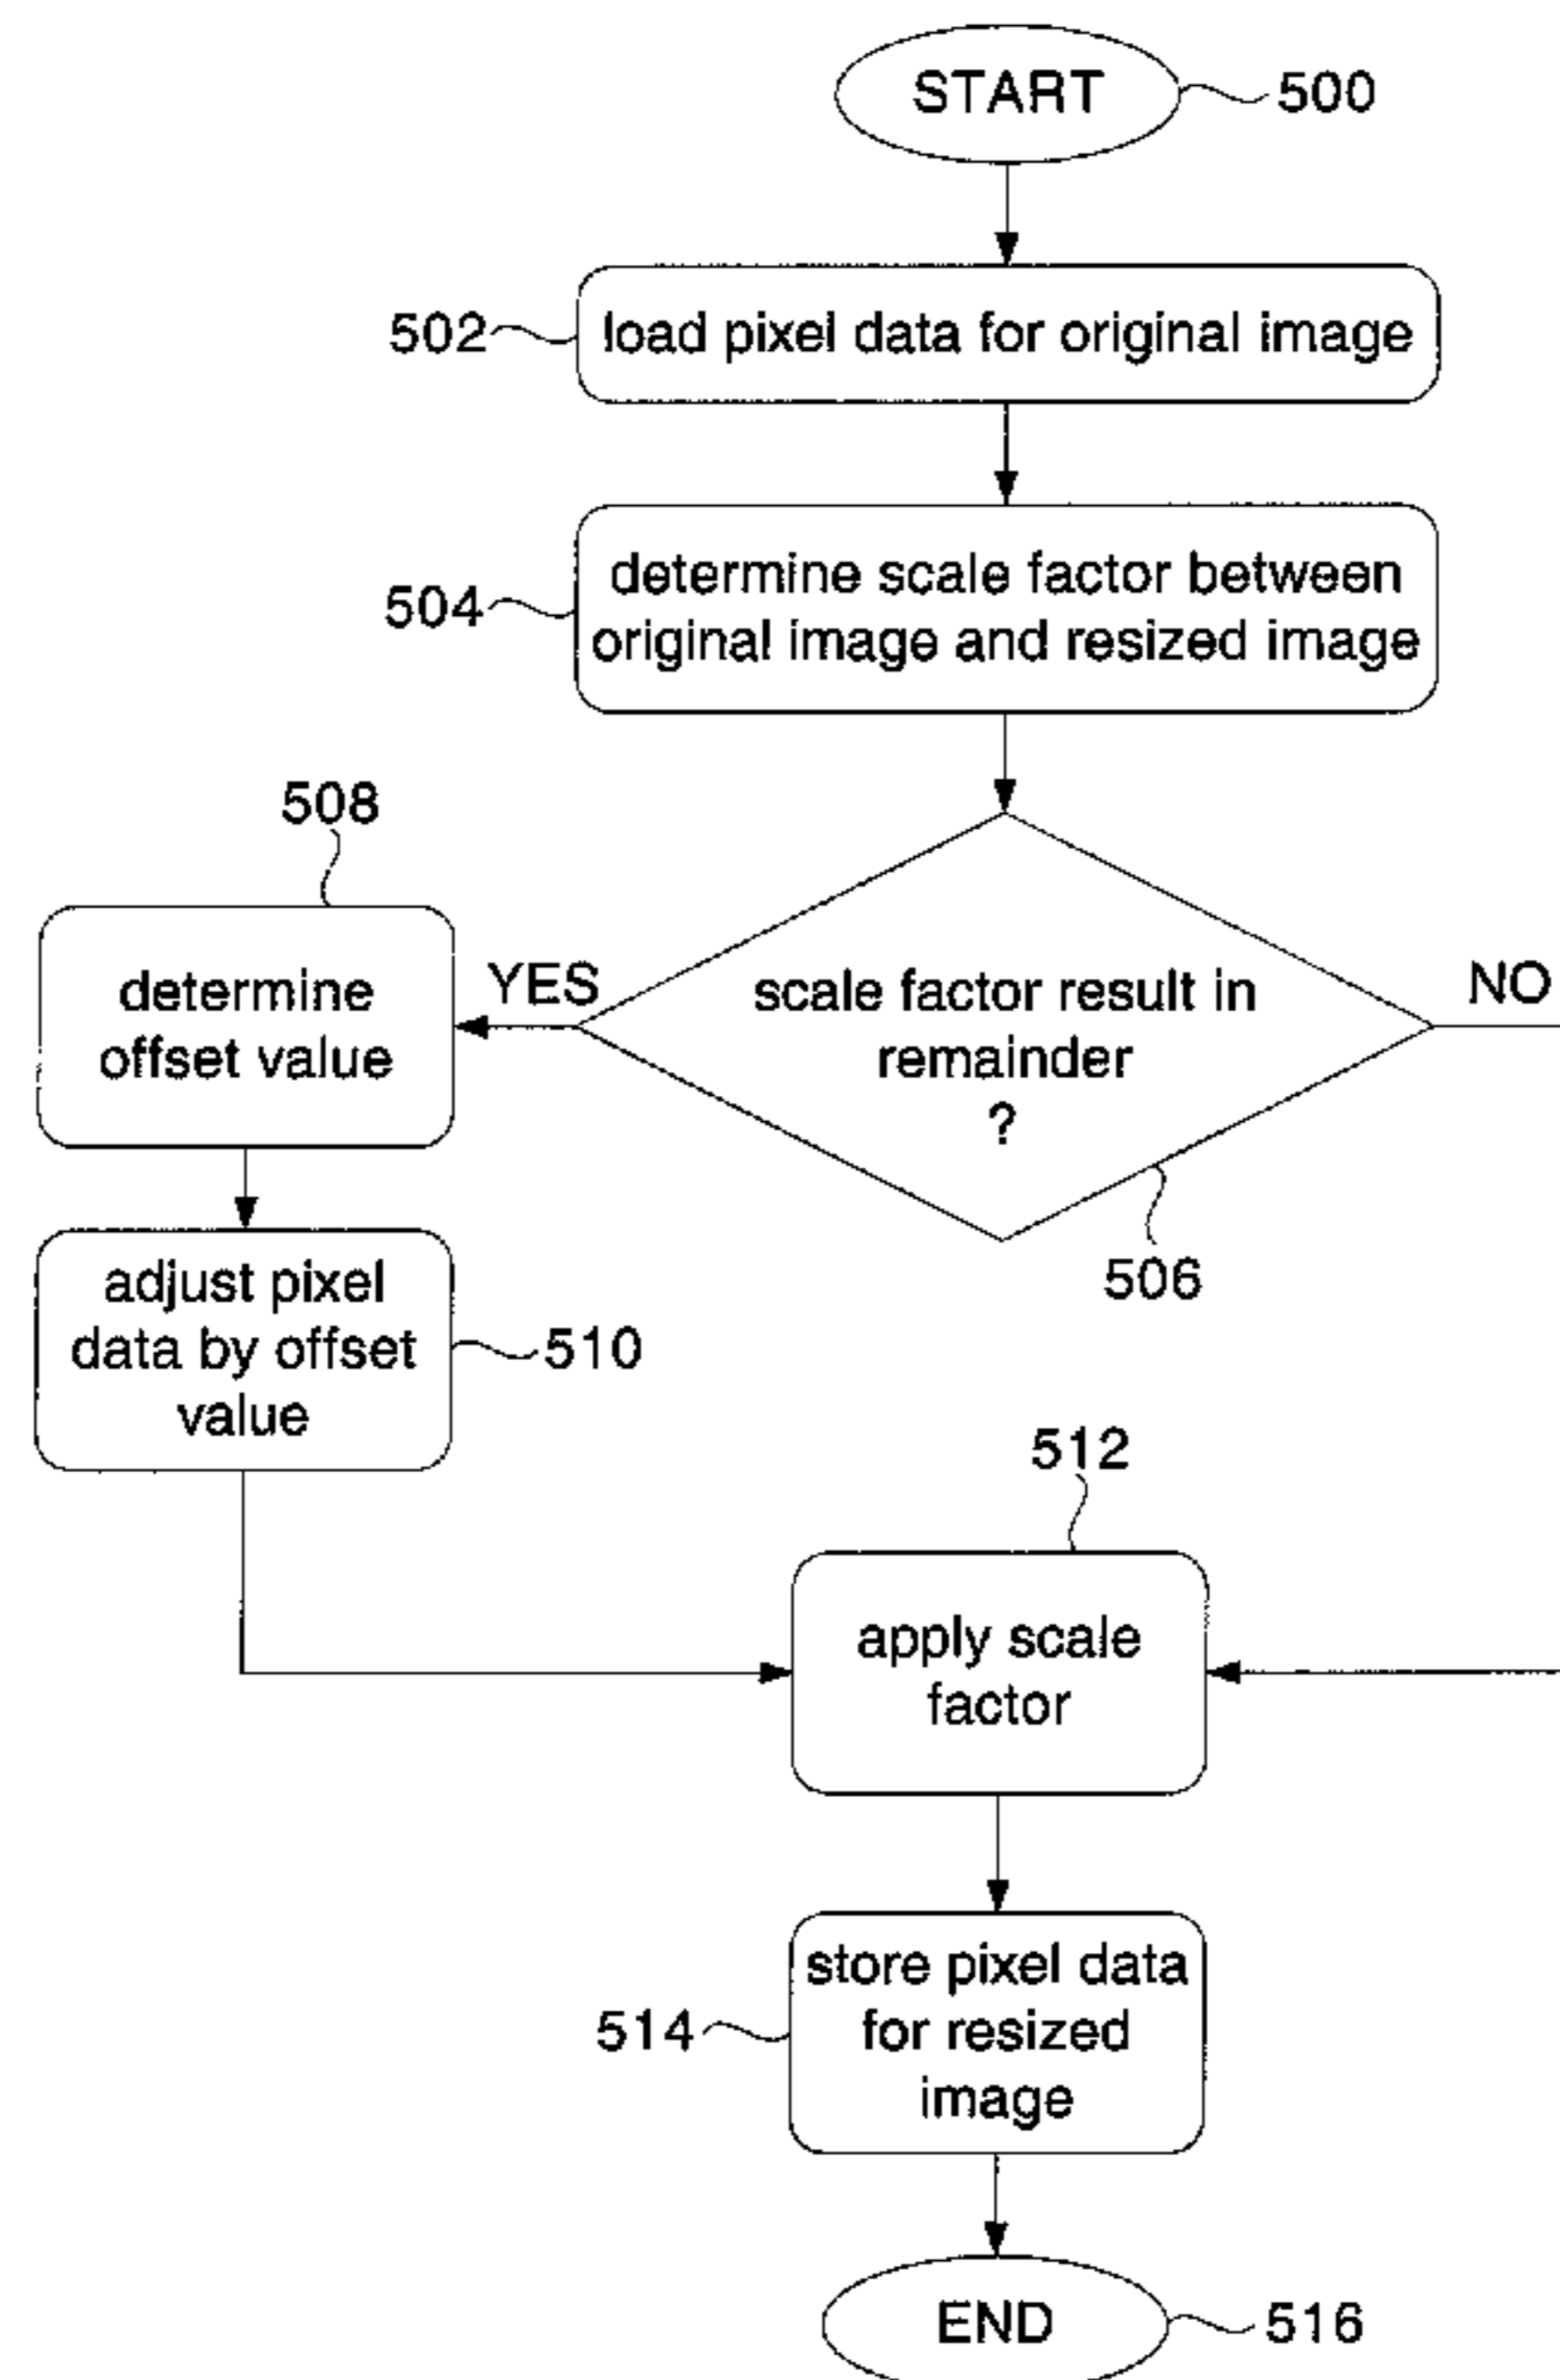 START
500
502
load pixel data for original image
504
determine scale factor between
original image and resized image
508
determine
offset value
YES
scale factor result in
remainder
?
NO
506
adjust pixel
data by offset
value
510
512
apply scale
factor
514
store pixel data
for resized
image
END
516